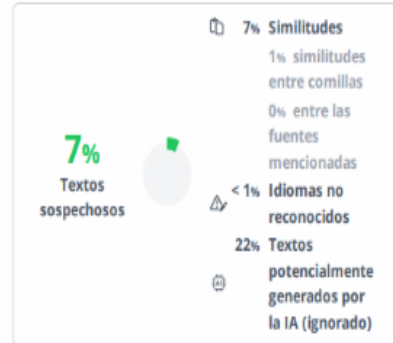 7%
Textos
sospechosos
7% Similitudes
1% similitudes
entre comillas
0% entre las
fuentes
mencionadas
< 1% Idiomas no
reconocidos
22% Textos
potencialmente
generados por
la IA (ignorado)